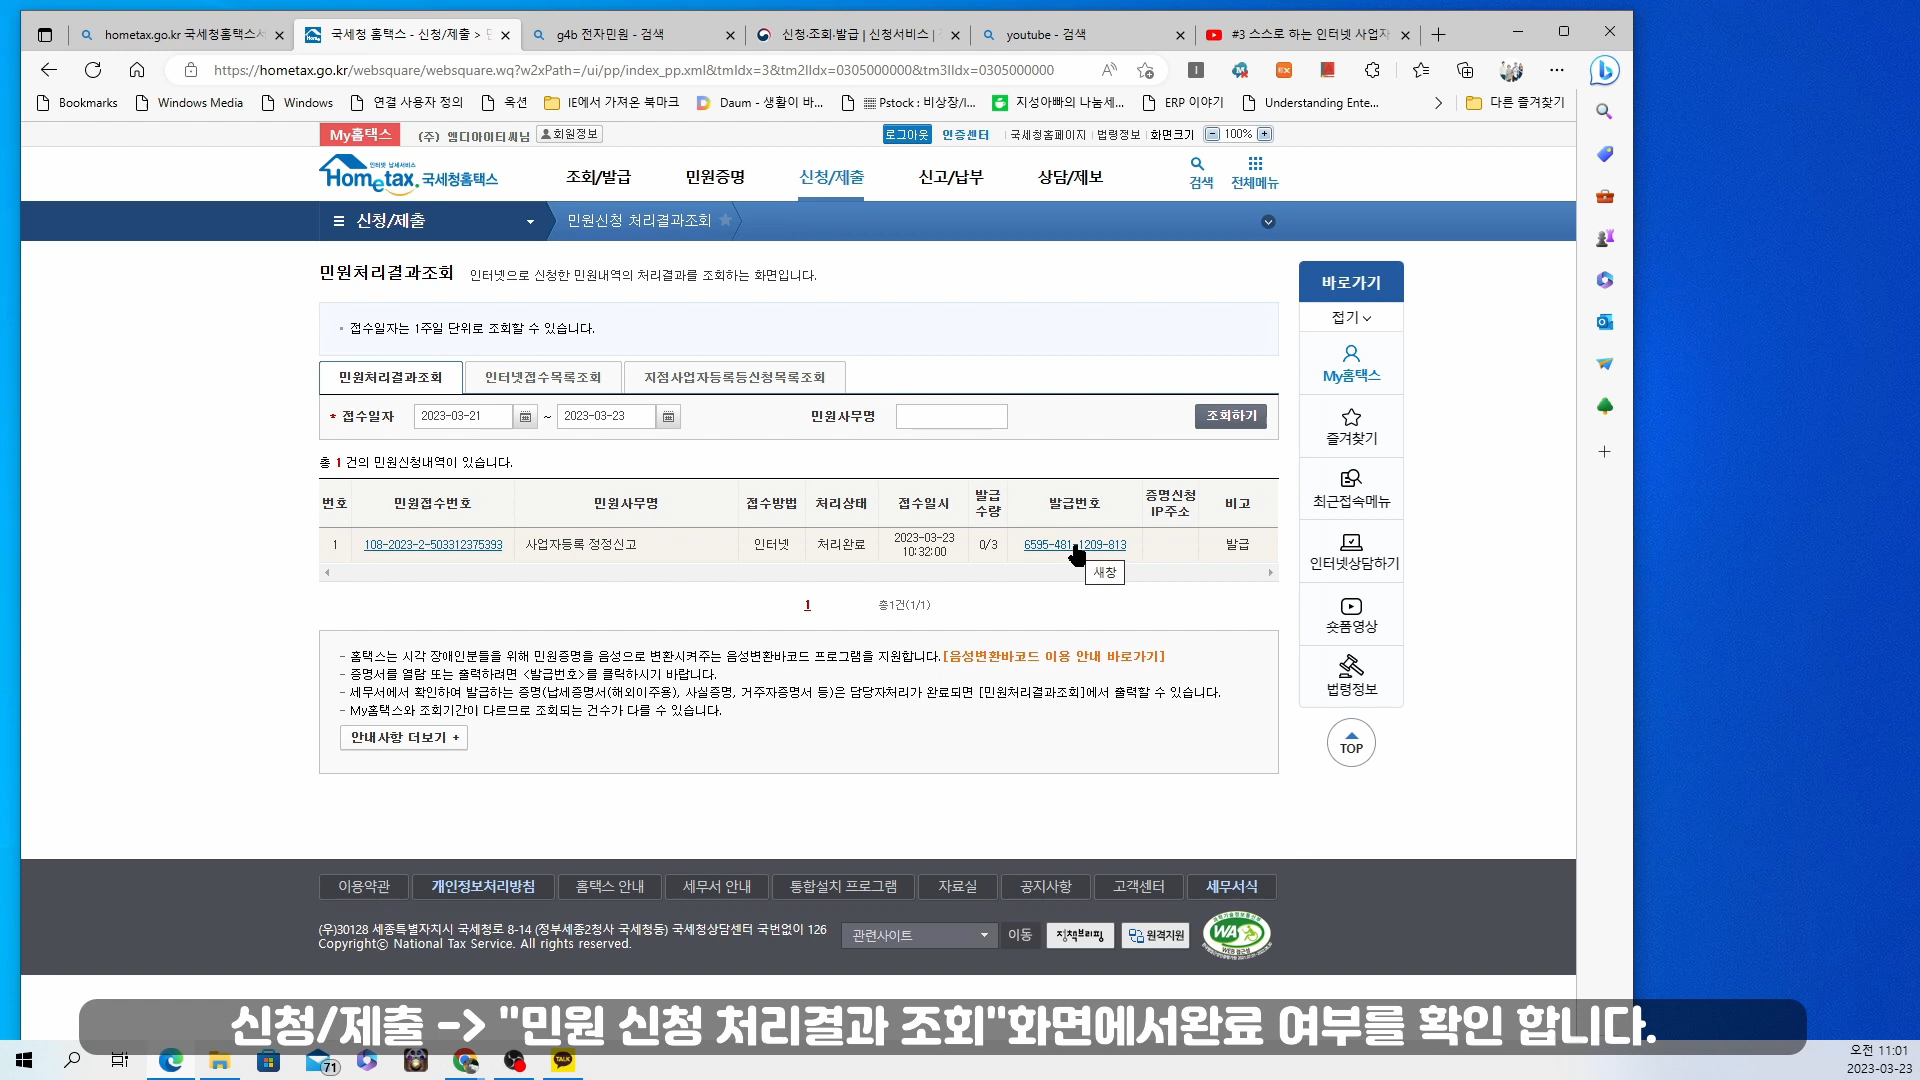 hometax.go.kr 국세청홈택스서
국세청 홈택스 - 신청/제출 >
g4b 전자민원 - 검색
신청·조회·발급 | 신청서비스 |
youtube - 검색
#3 스스로 하는 인터넷 사업자
https://hometax.go.kr/websquare/websquare.wq?w2xPath=/ui/pp/index_pp.xml&tmIdx=3&tm2lIdx=0305000000&tm3lIdx=0305000000
Bookmarks
Windows Media
Windows
연결 사용자 정의
옥션
IE에서 가져온 북마크
Daum - 생활이 바...
Pstock : 비상장/I...
지성아빠의 나눔세...
ERP 이야기
Understanding Ente...
다른 즐겨찾기
My홈택스 (주) 엠디아이티씨님 회원정보
로그아웃 인증센터 국세청홈페이지 법령정보 화면크기 100%
인터넷 납세서비스
Hometax. 국세청홈택스
조회/발급 민원증명 신청/제출 신고/납부 상담/제보 검색 전체메뉴
신청/제출 민원신청 처리결과조회
민원처리결과조회 인터넷으로 신청한 민원내역의 처리결과를 조회하는 화면입니다.
접수일자는 1주일 단위로 조회할 수 있습니다.
민원처리결과조회 인터넷접수목록조회 지점사업자등록등신청목록조회
* 접수일자 2023-03-21 ~ 2023-03-23 민원사무명 조회하기
총 1 건의 민원신청내역이 있습니다.
번호 민원접수번호 민원사무명 접수방법 처리상태 접수일시 발급수량 발급번호 증명신청 IP주소 비고
1 108-2023-2-503312375393 사업자등록 정정신고 인터넷 처리완료 2023-03-23 10:32:00 0/3 6595-481-1209-813 발급
새창
1 총1건(1/1)
- 홈택스는 시각 장애인분들을 위해 민원증명을 음성으로 변환시켜주는 음성변환바코드 프로그램을 지원합니다.[음성변환바코드 이용 안내 바로가기]
- 증명서를 열람 또는 출력하려면 <발급번호>를 클릭하시기 바랍니다.
- 세무서에서 확인하여 발급하는 증명(납세증명서(해외이주용), 사실증명, 거주자증명서 등)은 담당자처리가 완료되면 [민원처리결과조회]에서 출력할 수 있습니다.
- My홈택스와 조회기간이 다르므로 조회되는 건수가 다를 수 있습니다.
안내사항 더보기 +
바로가기
접기
My홈택스
즐겨찾기
최근접속메뉴
인터넷상담하기
숏폼영상
법령정보
TOP
이용약관 개인정보처리방침 홈택스 안내 세무서 안내 통합설치 프로그램 자료실 공지사항 고객센터 세무서식
(우)30128 세종특별자치시 국세청로 8-14 (정부세종2청사 국세청동) 국세청상담센터 국번없이 126
Copyright© National Tax Service. All rights reserved.
관련사이트 이동 정책브리핑 원격지원 WA
신청/제출 -> "민원 신청 처리결과 조회"화면에서완료 여부를 확인 합니다.
71
TALK
오전 11:01
2023-03-23